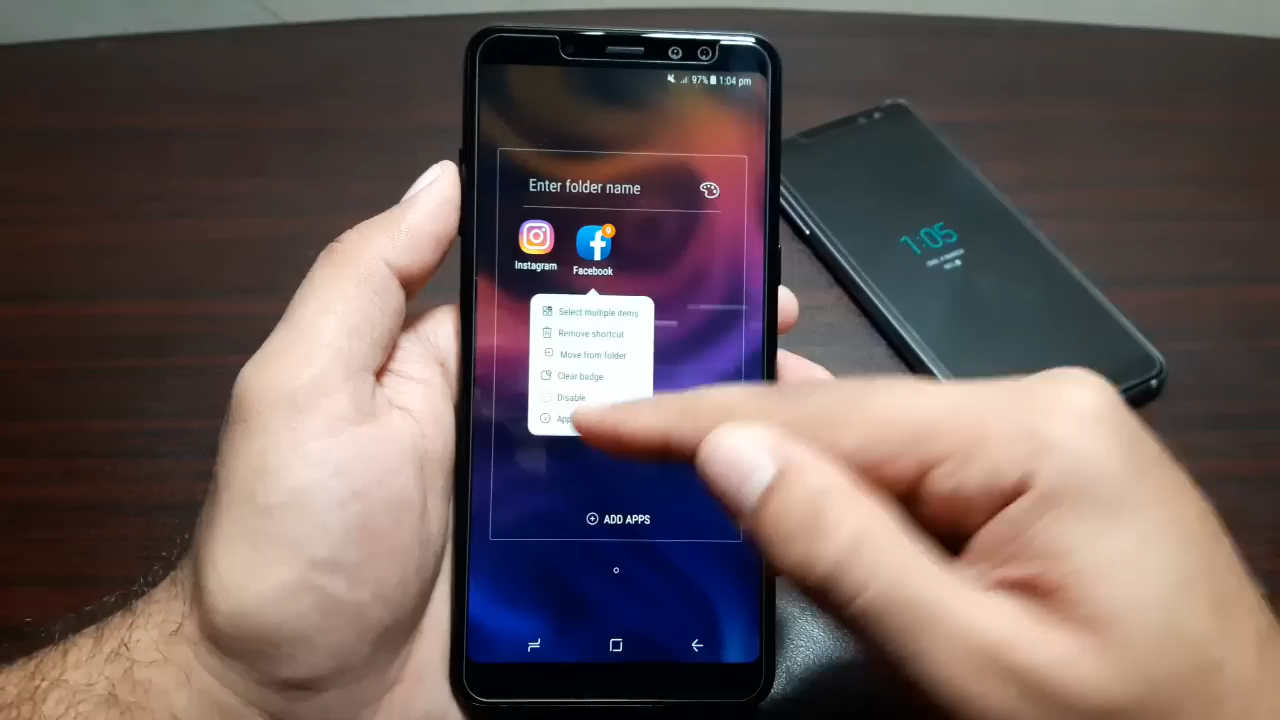 97% 1:04 pm
Enter folder name
9
Instagram
Facebook
Select multiple items
Remove shortcut
Move from folder
Clear badge
Disable
App
ADD APPS
1:05